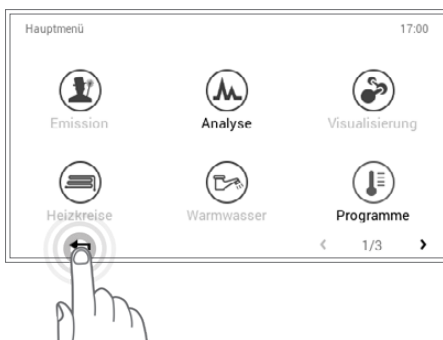 Hauptmenü 17:00
Emission Analyse Visualisierung
Heizkreise Warmwasser Programme
1/3